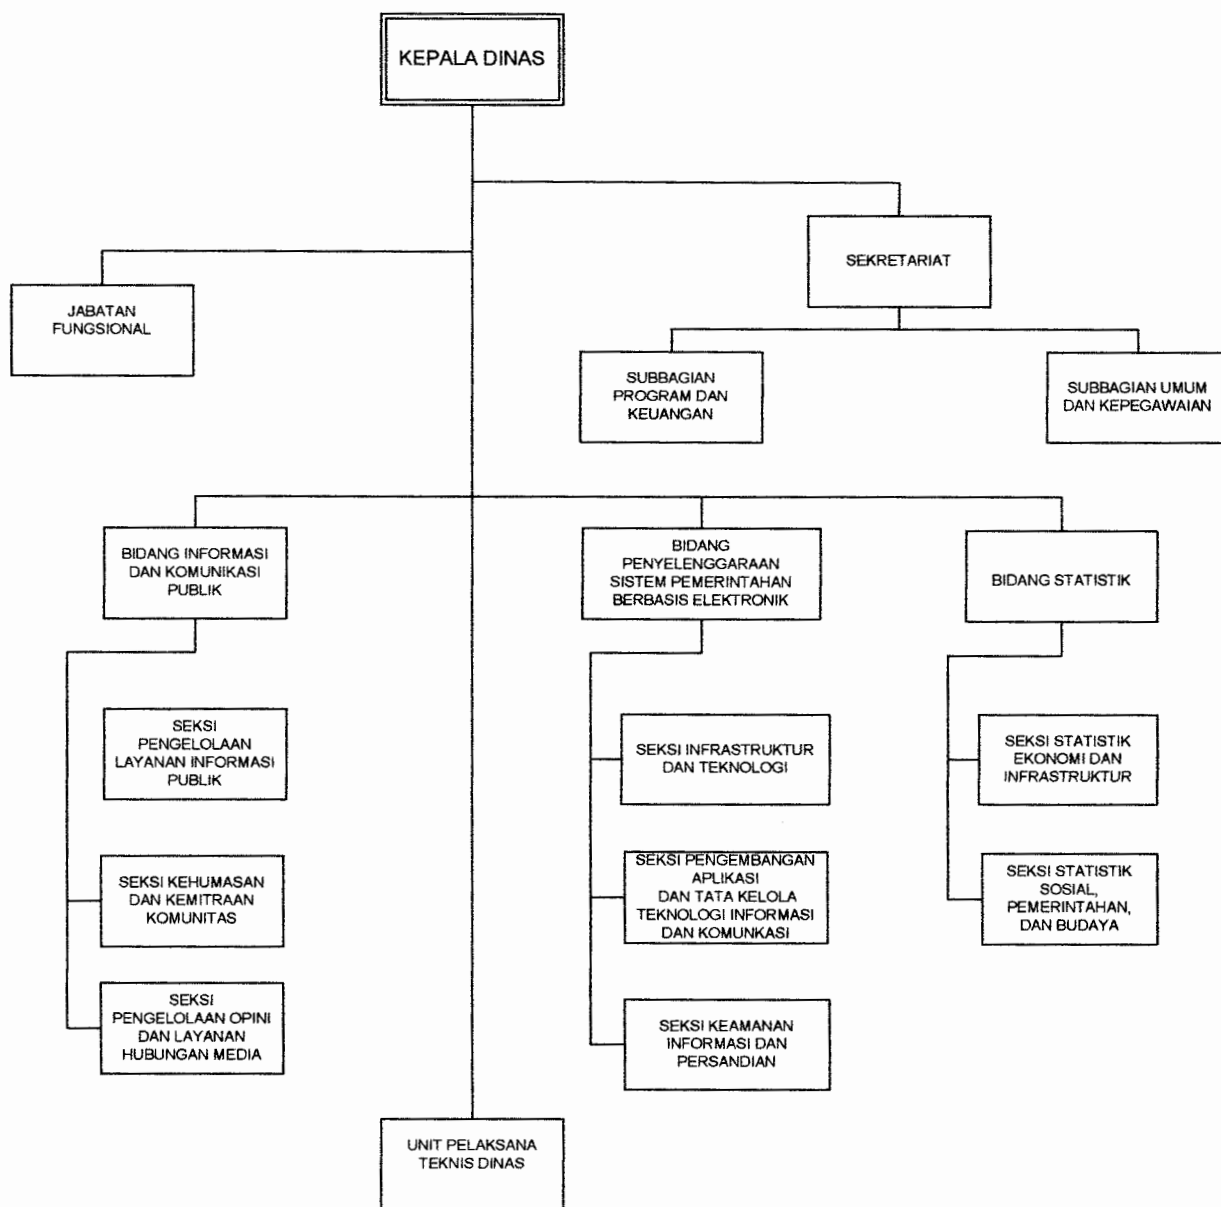 KEPALA DINAS
SEKRETARIAT
JABATAN
FUNGSIONAL
SUBBAGIAN
PROGRAM DAN
KEUANGAN
SUBBAGIAN UMUM
DAN KEPEGAWAIAN
BIDANG INFORMASI
DAN KOMUNIKASI
PUBLIK
BIDANG
PENYELENGGARAAN
SISTEM PEMERINTAHAN
BERBASIS ELEKTRONIK
BIDANG STATISTIK
SEKSI
PENGELOLAAN
LAYANAN INFORMASI
PUBLIK
SEKSI INFRASTRUKTUR
DAN TEKNOLOGI
SEKSI STATISTIK
EKONOMI DAN
INFRASTRUKTUR
SEKSI KEHUMASAN
DAN KEMITRAAN
KOMUNITAS
SEKSI PENGEMBANGAN
APLIKASI
DAN TATA KELOLA
TEKNOLOGI INFORMASI
DAN KOMUNKASI
SEKSI STATISTIK
SOSIAL,
PEMERINTAHAN,
DAN BUDAYA
SEKSI
PENGELOLAAN OPINI
DAN LAYANAN
HUBUNGAN MEDIA
SEKSI KEAMANAN
INFORMASI DAN
PERSANDIAN
UNIT PELAKSANA
TEKNIS DINAS